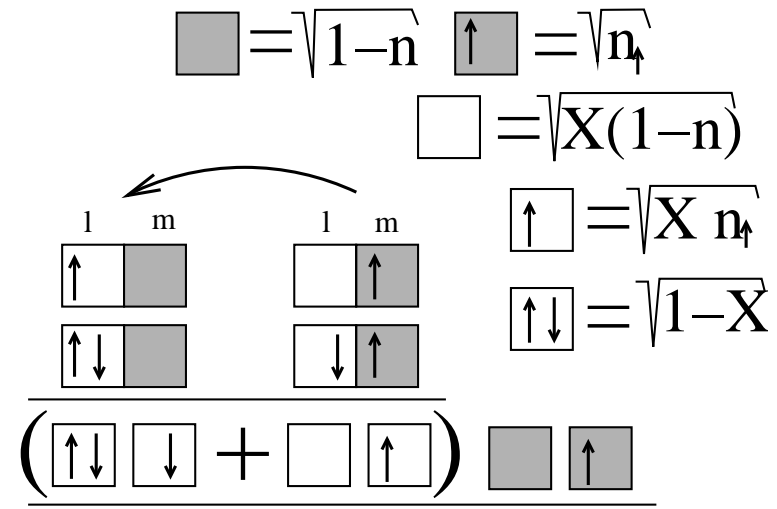 =√1–n ↑ =√n↑
=√X(1–n)
↑ =√X n↑
l m l m
↑ ↑
↑↓ =√1–X
↑↓ ↓ ↑
(↑↓ ↓ + ↑) ↑